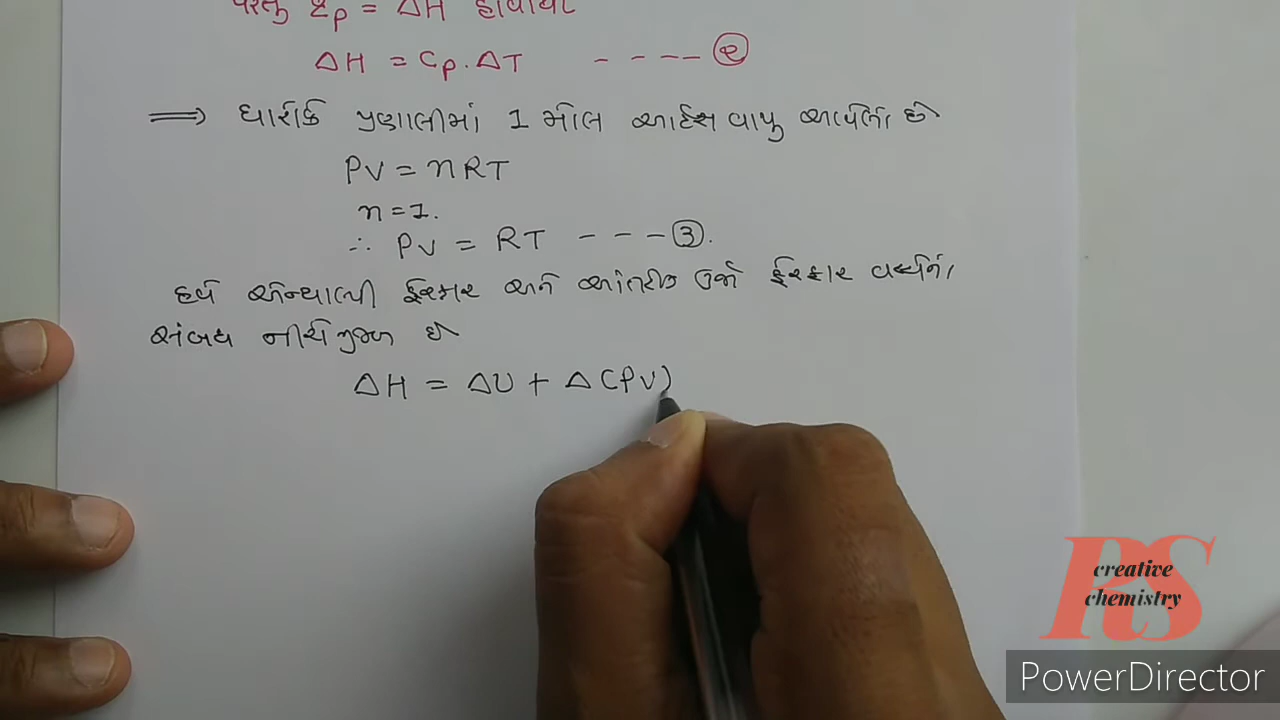 પરંતુ qp = ΔH હોવાથી
ΔH = Cp. ΔT - - - - ②
⟹ ધારોકે પ્રણાલીમાં 1 મોલ આદર્શ વાયુ આવેલો છે
PV = nRT
n = 1.
∴ PV = RT - - - ③.
હવે એન્થાલ્પી ફેરફાર અને આંતરીક ઉર્જા ફેરફાર વચ્ચેનો
સંબંધ નીચે મુજબ છે
ΔH = ΔU + Δ(PV)
RS
creative
chemistry
PowerDirector